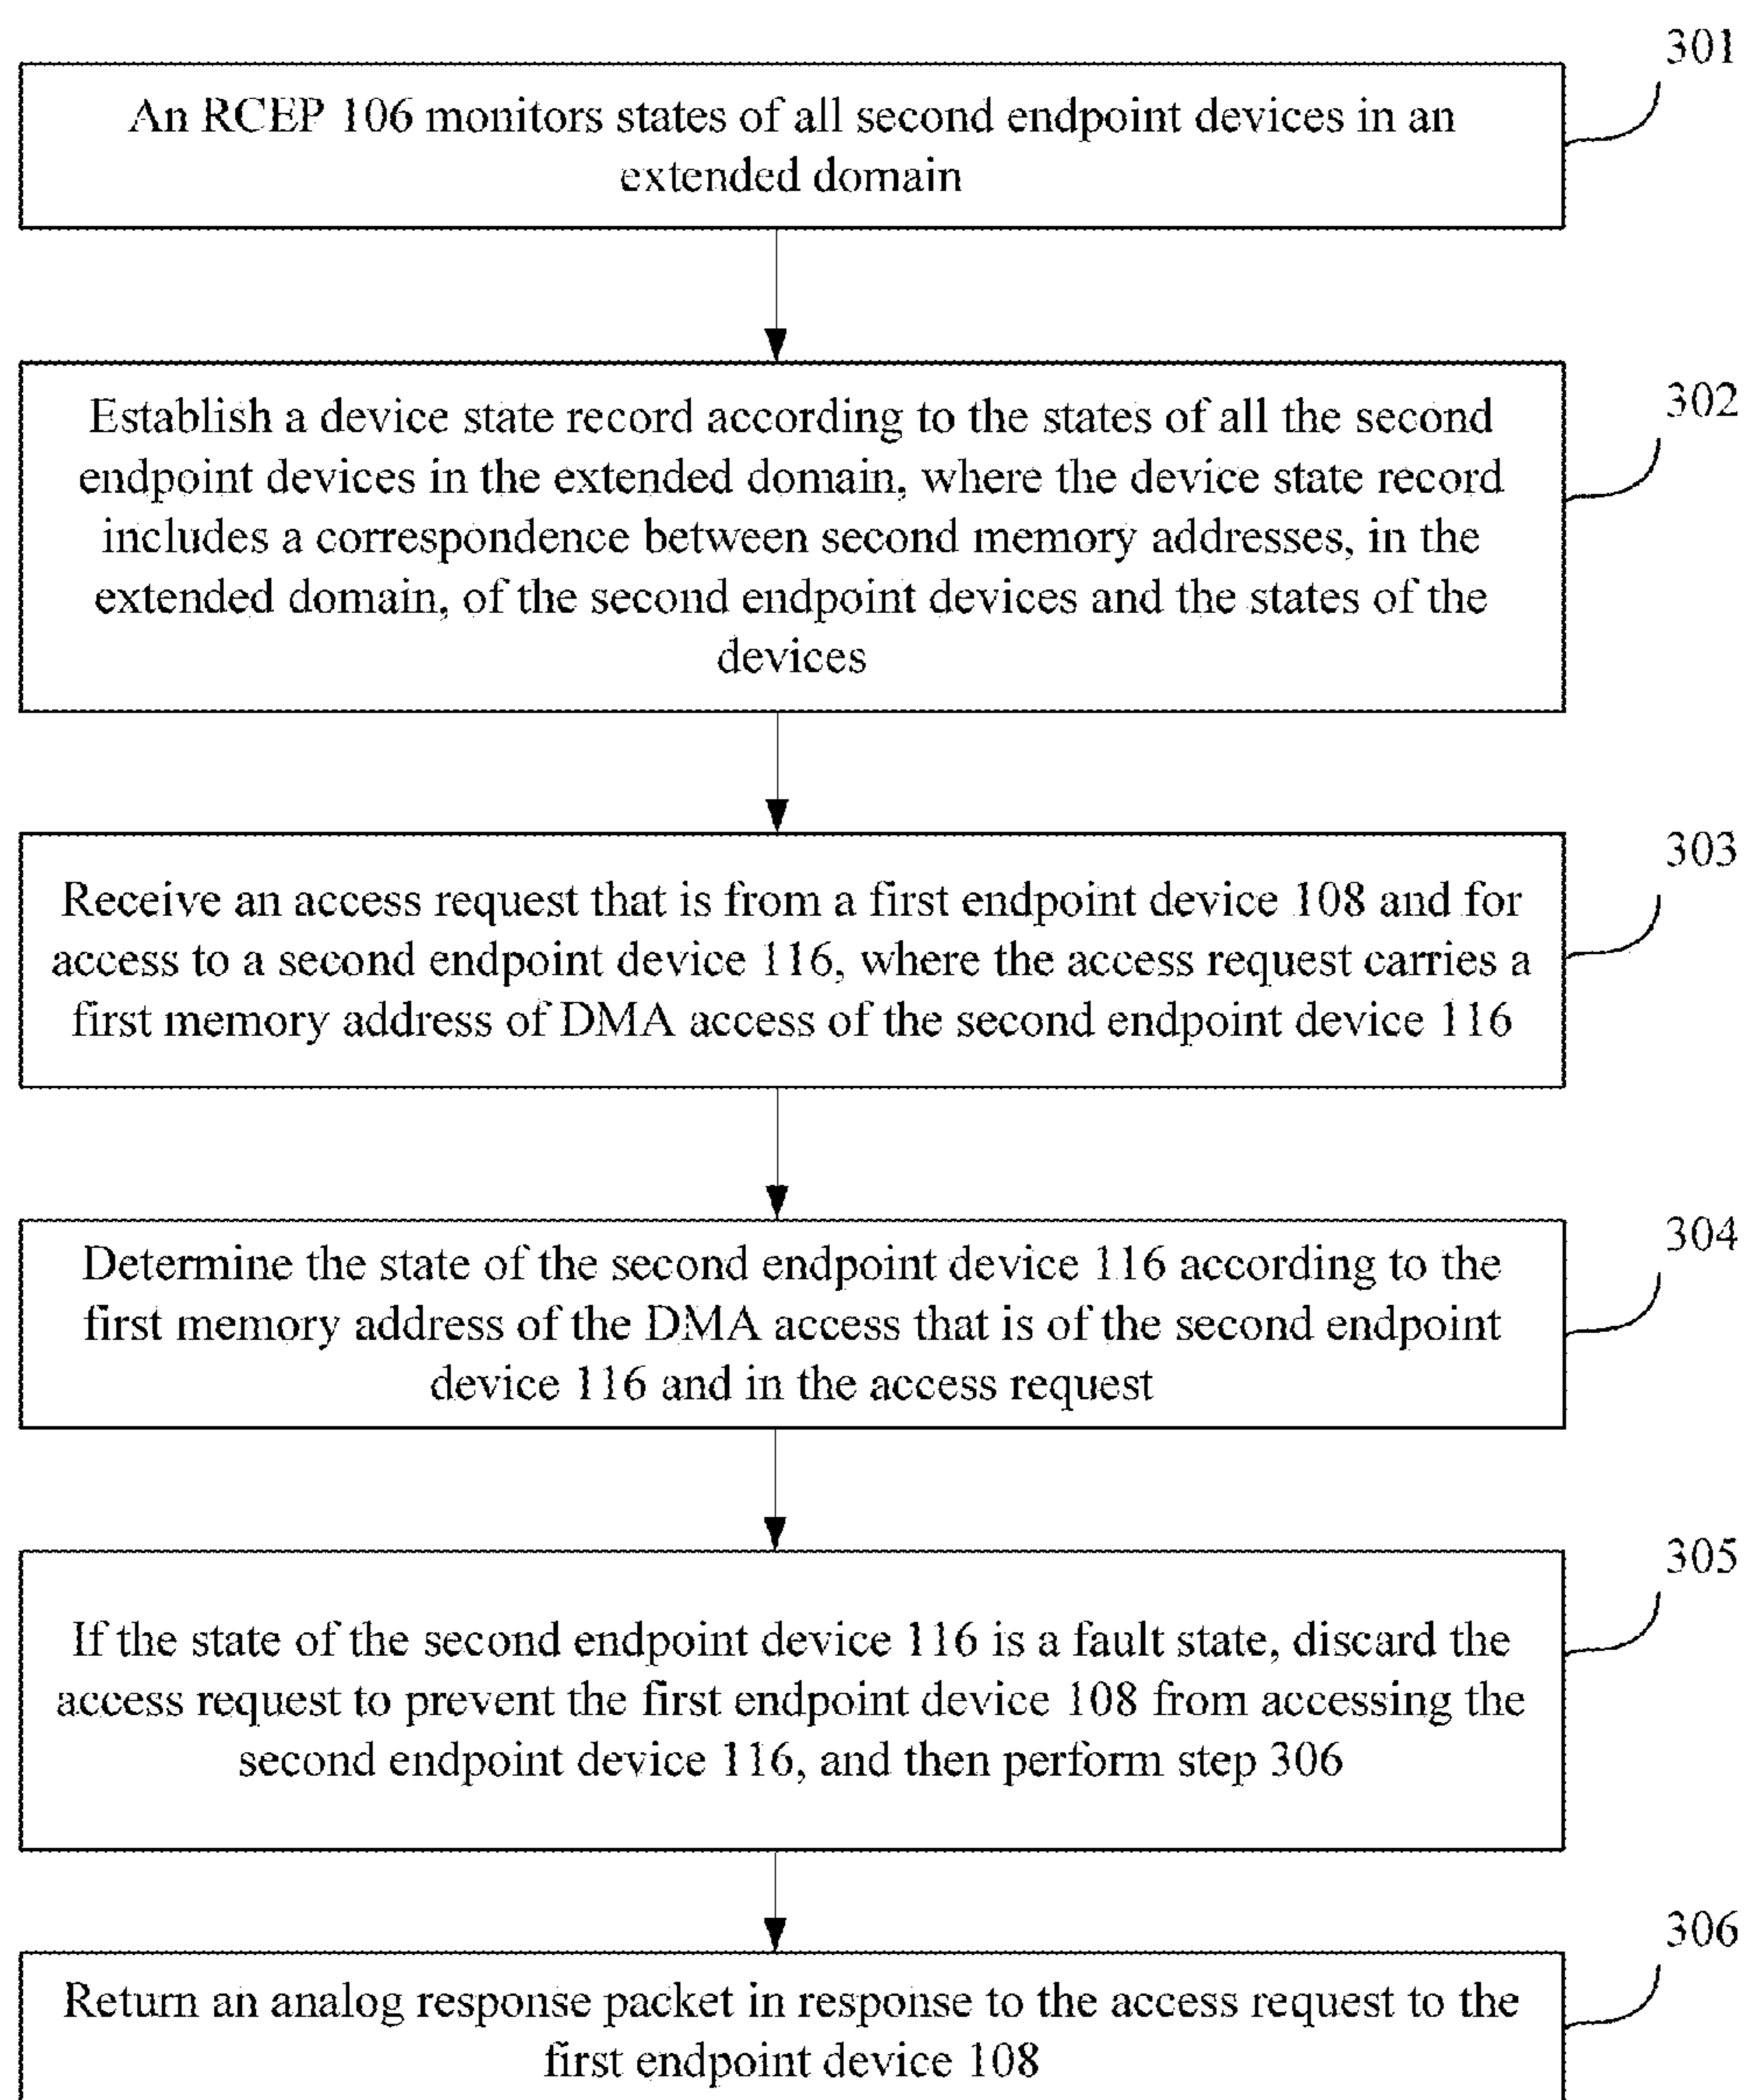 301
An RCEP 106 monitors states of all second endpoint devices in an
extended domain
302
Establish a device state record according to the states of all the second
endpoint devices in the extended domain, where the device state record
includes a correspondence between second memory addresses, in the
extended domain, of the second endpoint devices and the states of the
devices
303
Receive an access request that is from a first endpoint device 108 and for
access to a second endpoint device 116, where the access request carries a
first memory address of DMA access of the second endpoint device 116
304
Determine the state of the second endpoint device 116 according to the
first memory address of the DMA access that is of the second endpoint
device 116 and in the access request
305
If the state of the second endpoint device 116 is a fault state, discard the
access request to prevent the first endpoint device 108 from accessing the
second endpoint device 116, and then perform step 306
306
Return an analog response packet in response to the access request to the
first endpoint device 108